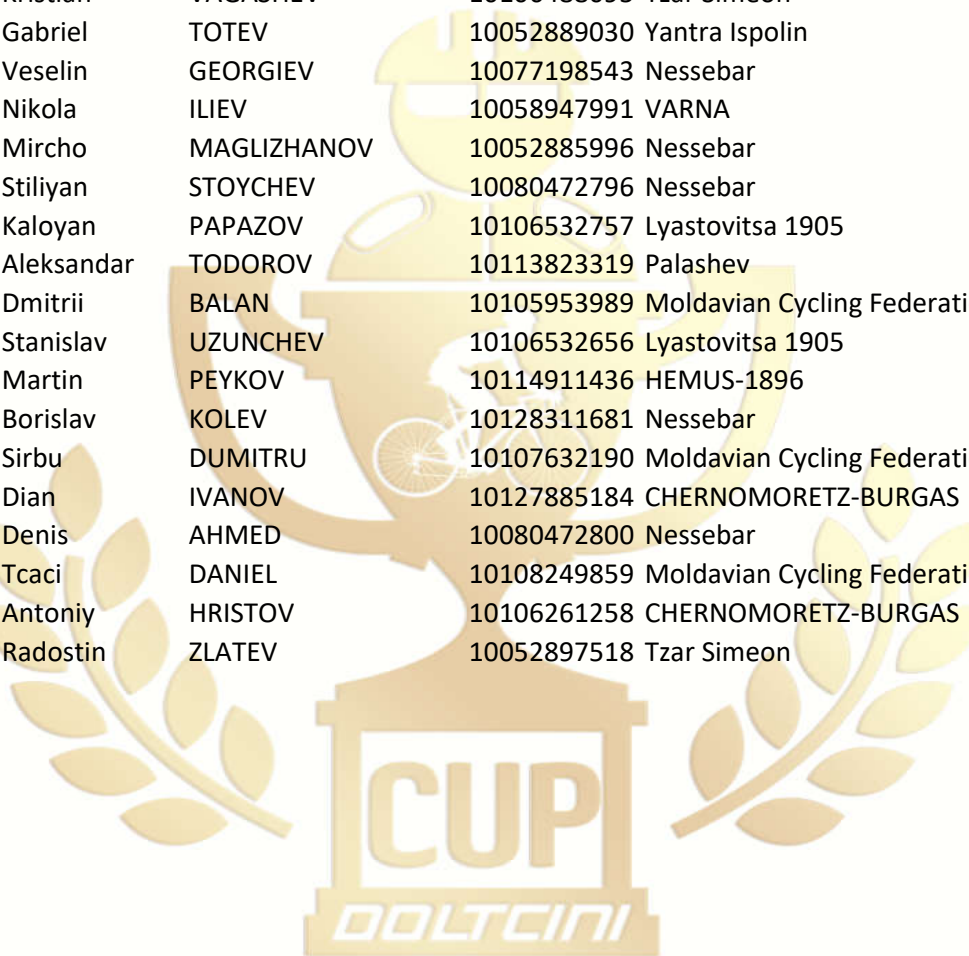 Gabriel TOTEV 10052889030 Yantra Ispolin
Veselin GEORGIEV 10077198543 Nessebar
Nikola ILIEV 10058947991 VARNA
Mircho MAGLIZHANOV 10052885996 Nessebar
Stiliyan STOYCHEV 10080472796 Nessebar
Kaloyan PAPAZOV 10106532757 Lyastovitsa 1905
Aleksandar TODOROV 10113823319 Palashev
Dmitrii BALAN 10105953989 Moldavian Cycling Federati
Stanislav UZUNCHEV 10106532656 Lyastovitsa 1905
Martin PEYKOV 10114911436 HEMUS-1896
Borislav KOLEV 10128311681 Nessebar
Sirbu DUMITRU 10107632190 Moldavian Cycling Federati
Dian IVANOV 10127885184 CHERNOMORETZ-BURGAS
Denis AHMED 10080472800 Nessebar
Tcaci DANIEL 10108249859 Moldavian Cycling Federati
Antoniy HRISTOV 10106261258 CHERNOMORETZ-BURGAS
Radostin ZLATEV 10052897518 Tzar Simeon
CUP
DOLTCINI